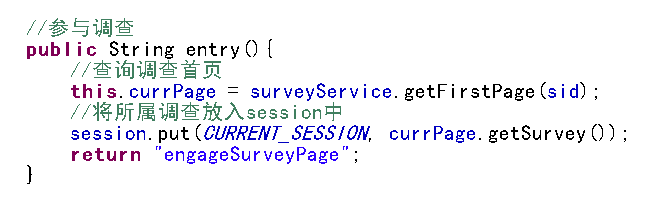 //参与调查
public String entry(){
    //查询调查首页
    this.currPage = surveyService.getFirstPage(sid);
    //将所属调查放入session中
    session.put(CURRENT_SESSION, currPage.getSurvey());
    return "engageSurveyPage";
}